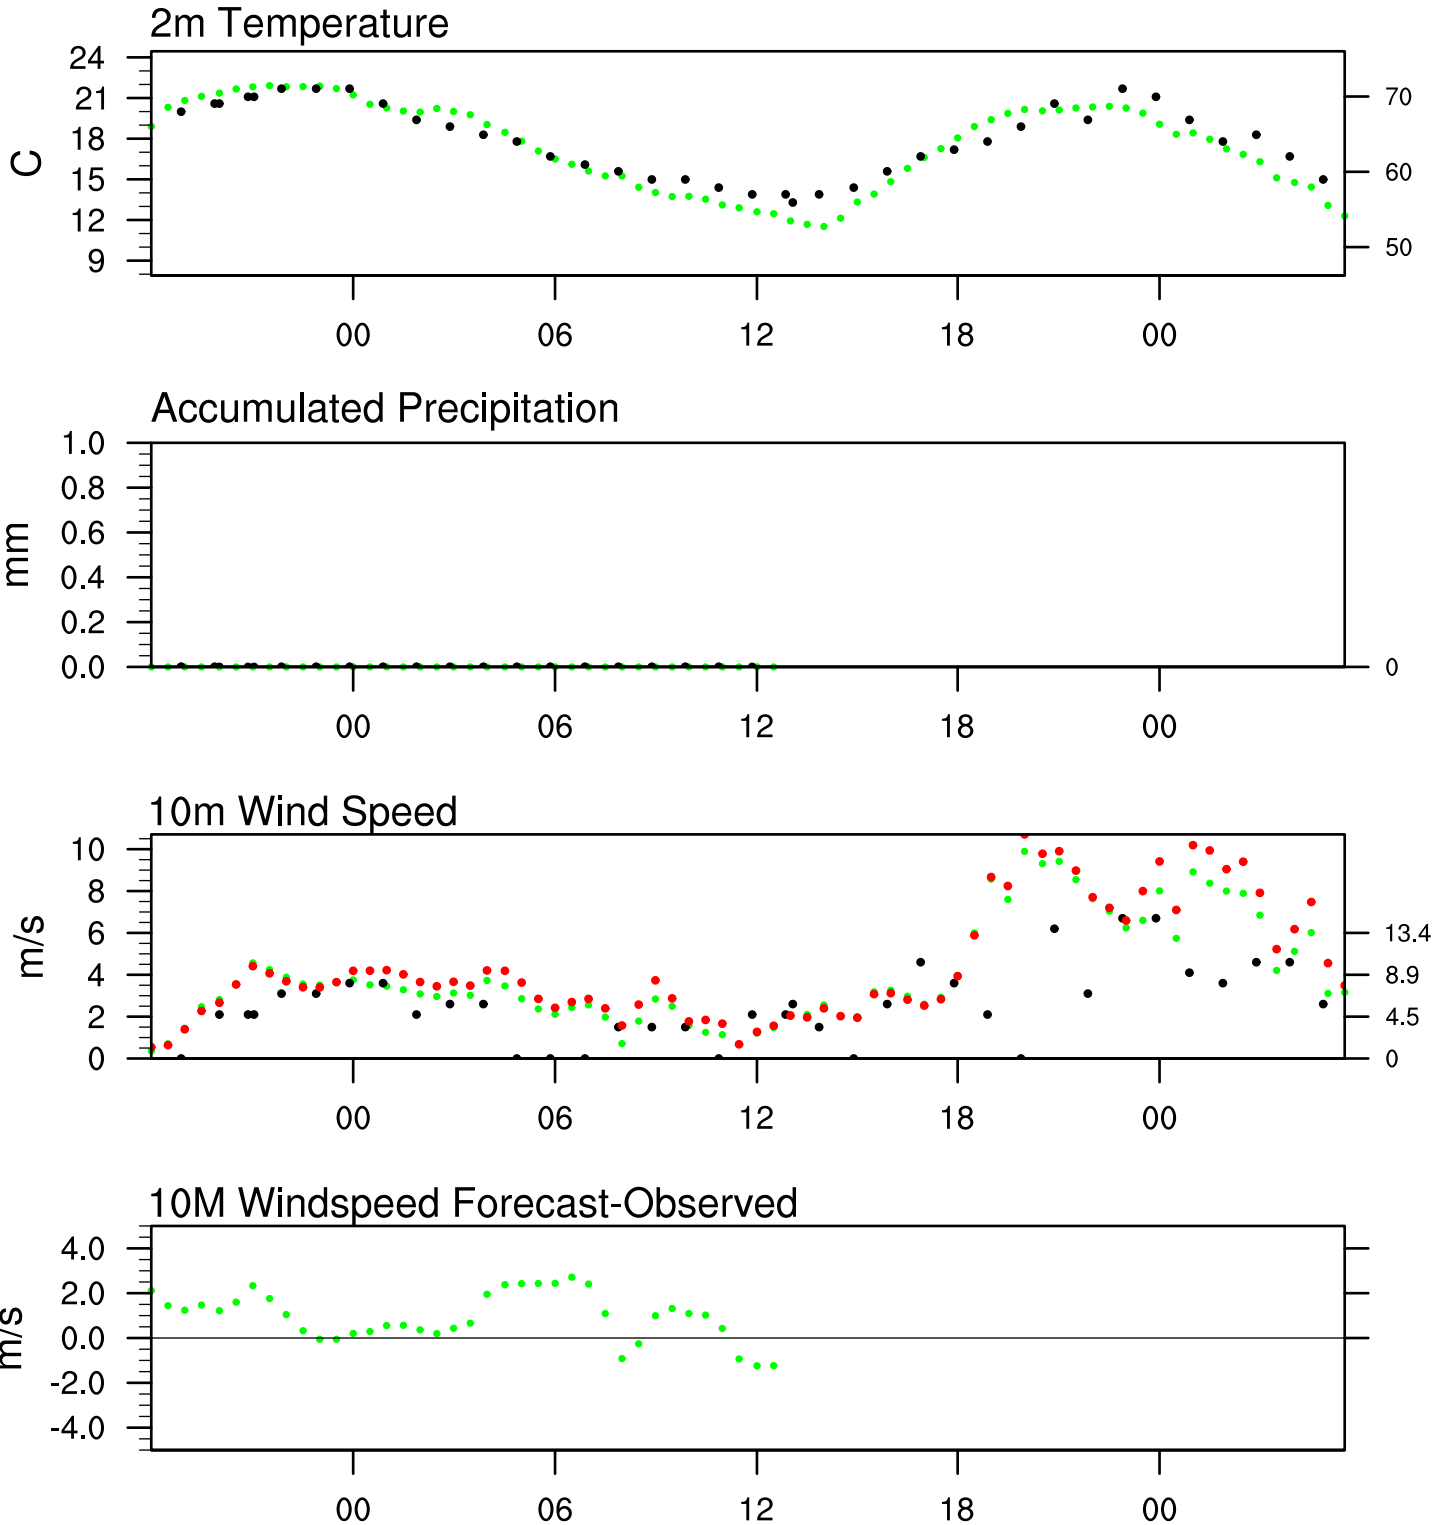 2m Temperature
24
21
18
15
12
9
C
70
60
50
00 06 12 18 00
Accumulated Precipitation
1.0
0.8
0.6
0.4
0.2
0.0
mm
0
00 06 12 18 00
10m Wind Speed
10
8
6
4
2
0
m/s
13.4
8.9
4.5
0
00 06 12 18 00
10M Windspeed Forecast-Observed
4.0
2.0
0.0
-2.0
-4.0
m/s
00 06 12 18 00